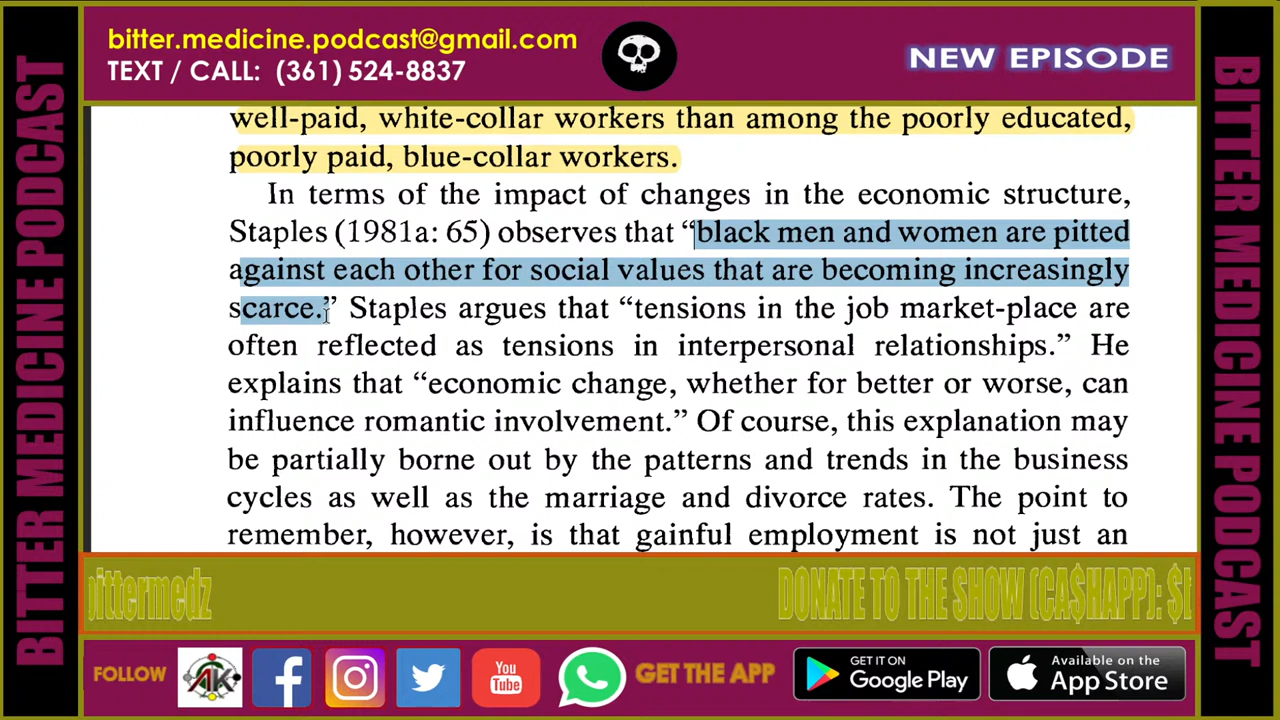 bitter.medicine.podcast@gmail.com
TEXT / CALL: (361) 524-8837
NEW EPISODE
BITTER MEDICINE PODCAST
well-paid, white-collar workers than among the poorly educated,
poorly paid, blue-collar workers.
In terms of the impact of changes in the economic structure,
Staples (1981a: 65) observes that “black men and women are pitted
against each other for social values that are becoming increasingly
scarce.” Staples argues that “tensions in the job market-place are
often reflected as tensions in interpersonal relationships.” He
explains that “economic change, whether for better or worse, can
influence romantic involvement.” Of course, this explanation may
be partially borne out by the patterns and trends in the business
cycles as well as the marriage and divorce rates. The point to
remember, however, is that gainful employment is not just an
BITTER MEDICINE PODCAST
bittermedz
DONATE TO THE SHOW (CA$HAPP): $
FOLLOW
ATK
You
Tube
GET THE APP
GET IT ON
Google Play
Available on the
App Store